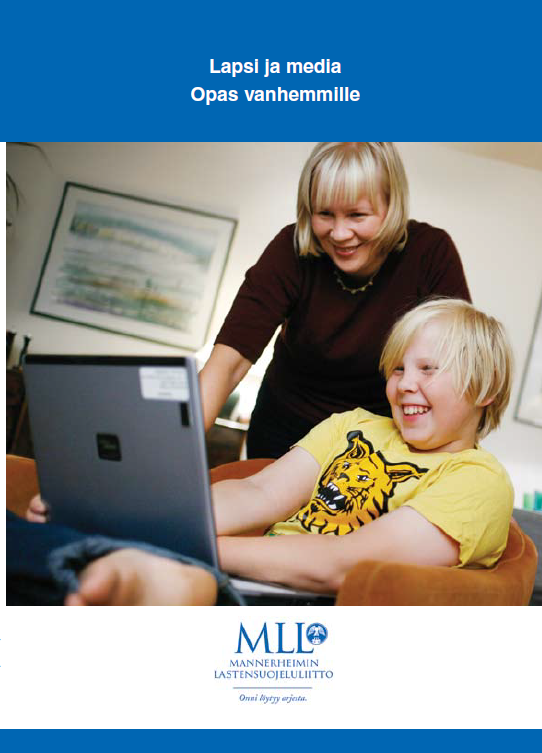 Lapsi ja media
Opas vanhemmille
MLL
MANNERHEIMIN
LASTENSUOJELULIITTO
Onni löytyy arjesta.